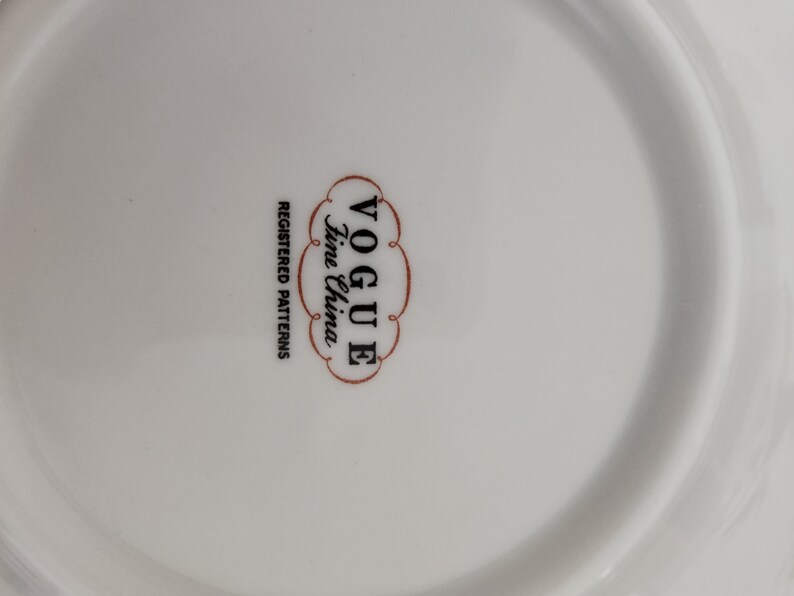 VOGUE
Fine China
REGISTERED PATTERNS